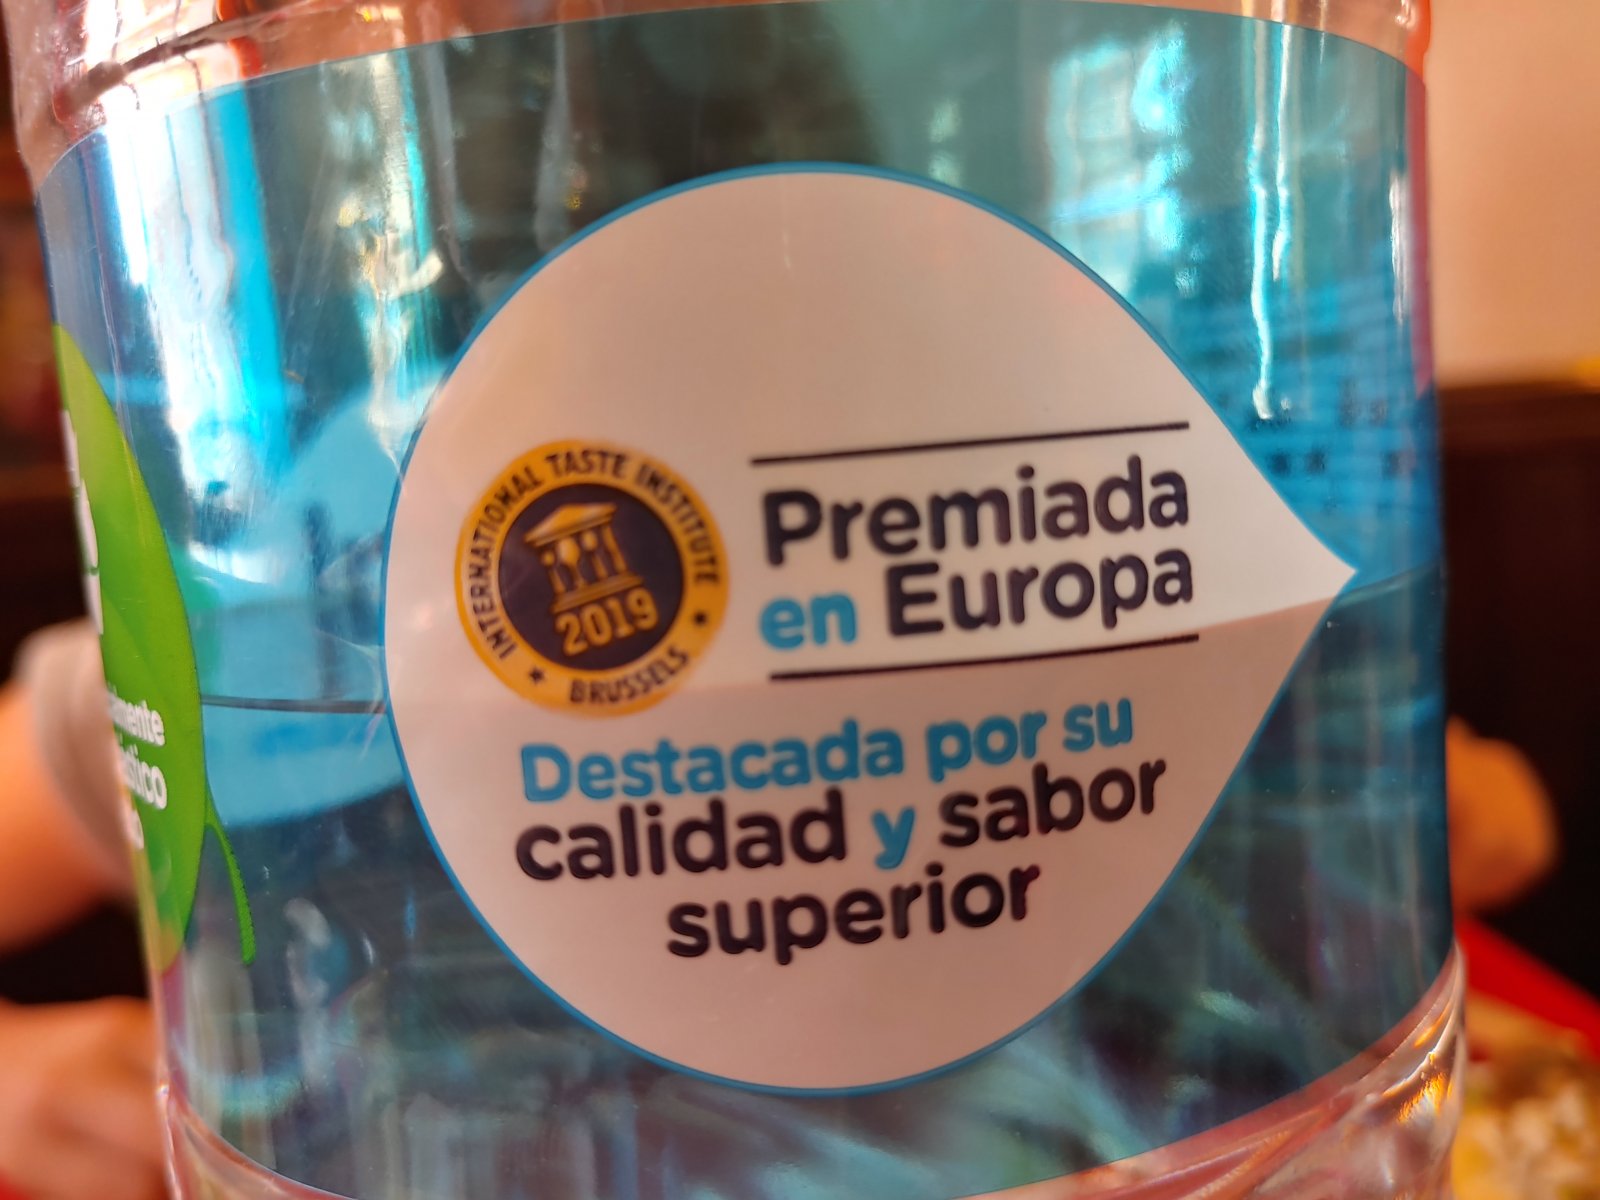 INTERNATIONAL TASTE INSTITUTE
2019
★ BRUSSELS ★
Premiada
en Europa
Destacada por su
calidad y sabor
superior